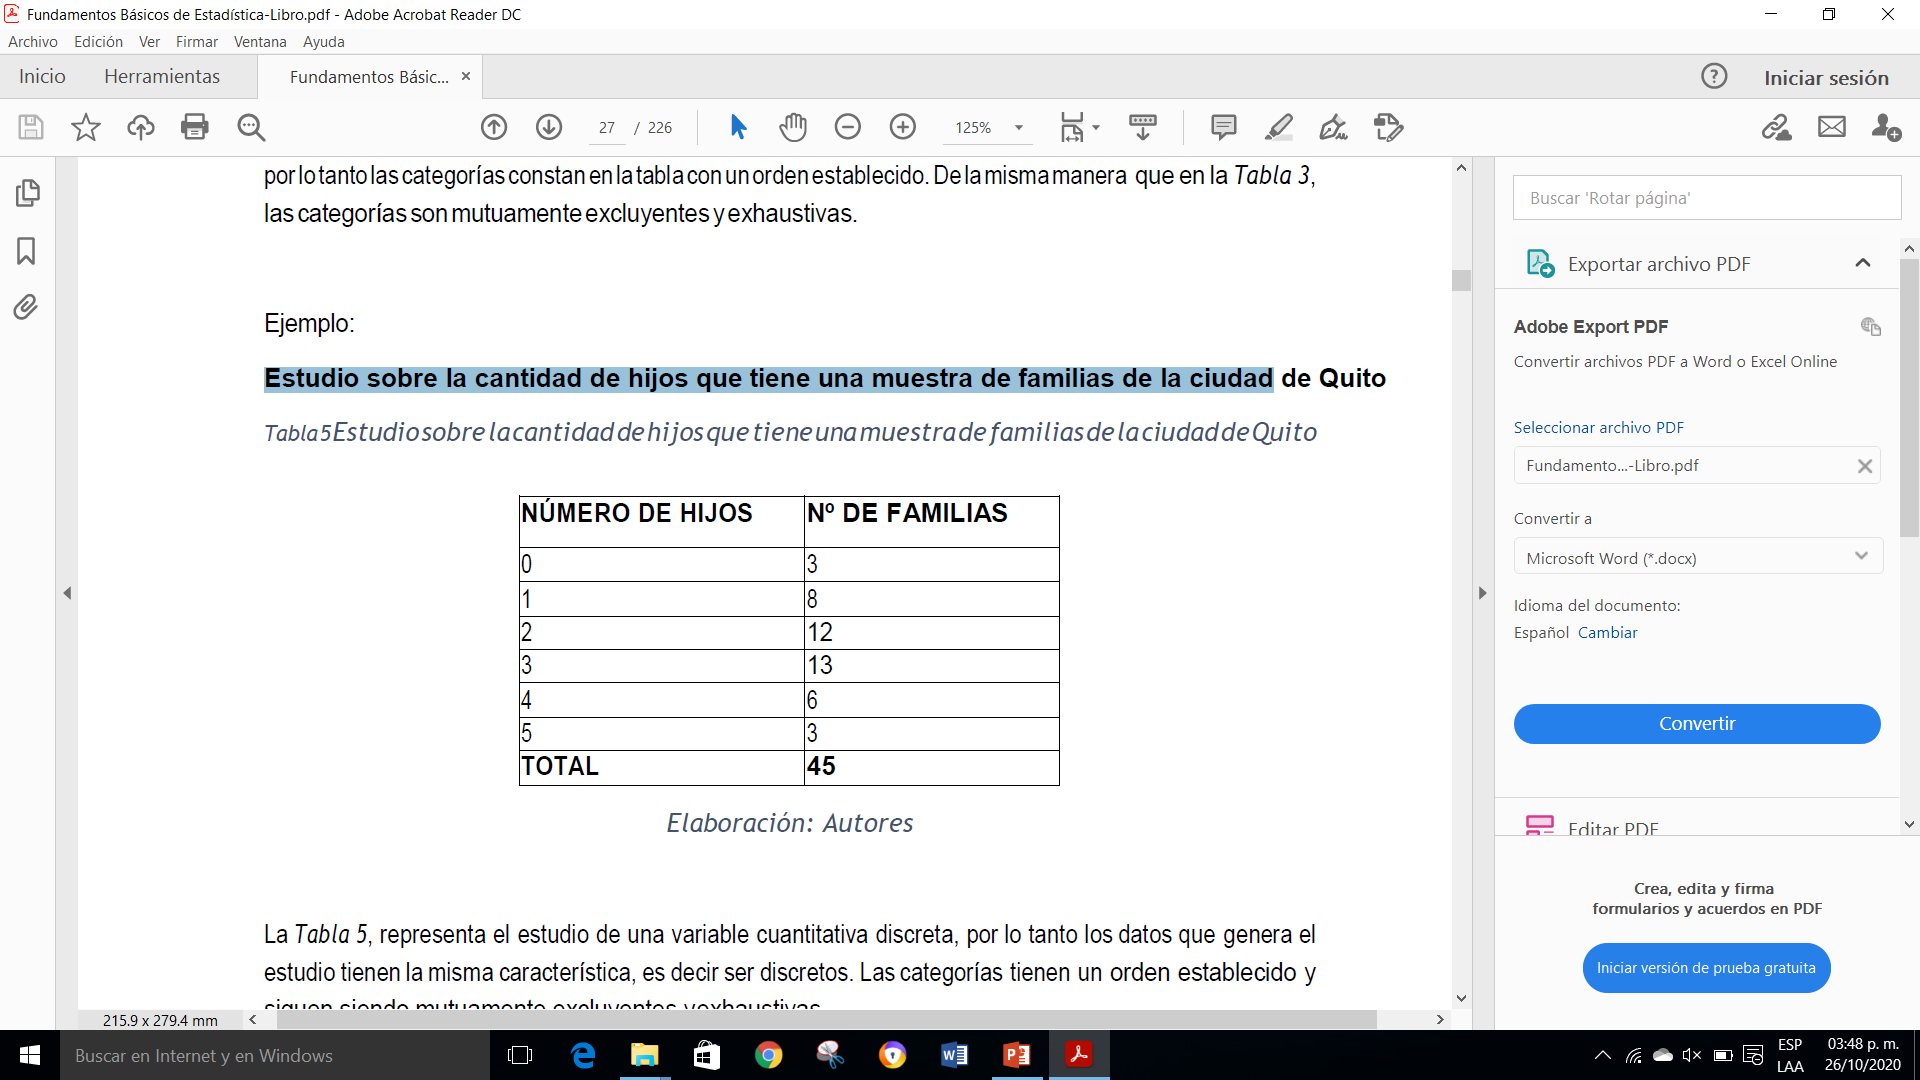 Fundamentos Básicos de Estadística-Libro.pdf - Adobe Acrobat Reader DC
Archivo Edición Ver Firmar Ventana Ayuda
Inicio Herramientas Fundamentos Básic... × Iniciar sesión
27 / 226 125%
por lo tanto las categorías constan en la tabla con un orden establecido. De la misma manera que en la Tabla 3,
las categorías son mutuamente excluyentes y exhaustivas.
Ejemplo:
Estudio sobre la cantidad de hijos que tiene una muestra de familias de la ciudad de Quito
Tabla 5 Estudio sobre la cantidad de hijos que tiene una muestra de familias de la ciudad de Quito
NÚMERO DE HIJOS Nº DE FAMILIAS
0 3
1 8
2 12
3 13
4 6
5 3
TOTAL 45
Elaboración: Autores
La Tabla 5, representa el estudio de una variable cuantitativa discreta, por lo tanto los datos que genera el
estudio tienen la misma característica, es decir ser discretos. Las categorías tienen un orden establecido y
siguen siendo mutuamente excluyentes y exhaustivas.
215.9 x 279.4 mm
Buscar 'Rotar página'
Exportar archivo PDF
Adobe Export PDF
Convertir archivos PDF a Word o Excel Online
Seleccionar archivo PDF
Fundamento...-Libro.pdf
Convertir a
Microsoft Word (*.docx)
Idioma del documento:
Español Cambiar
Convertir
Editar PDF
Crea, edita y firma
formularios y acuerdos en PDF
Iniciar versión de prueba gratuita
Buscar en Internet y en Windows
ESP
LAA
03:48 p. m.
26/10/2020